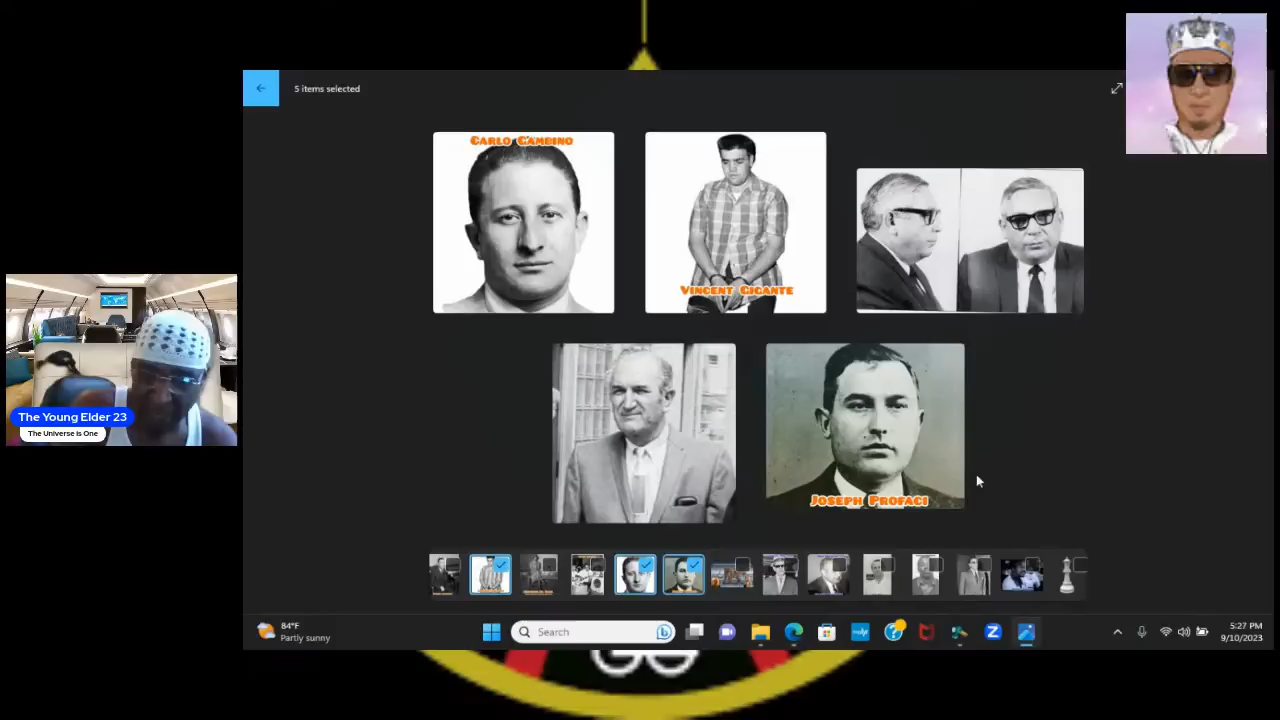 5 items selected
CARLO GAMBINO
VINCENT GIGANTE
JOSEPH PROFACI
The Young Elder 23
The Universe is One
84°F
Partly sunny
Search
5:27 PM
9/10/2023